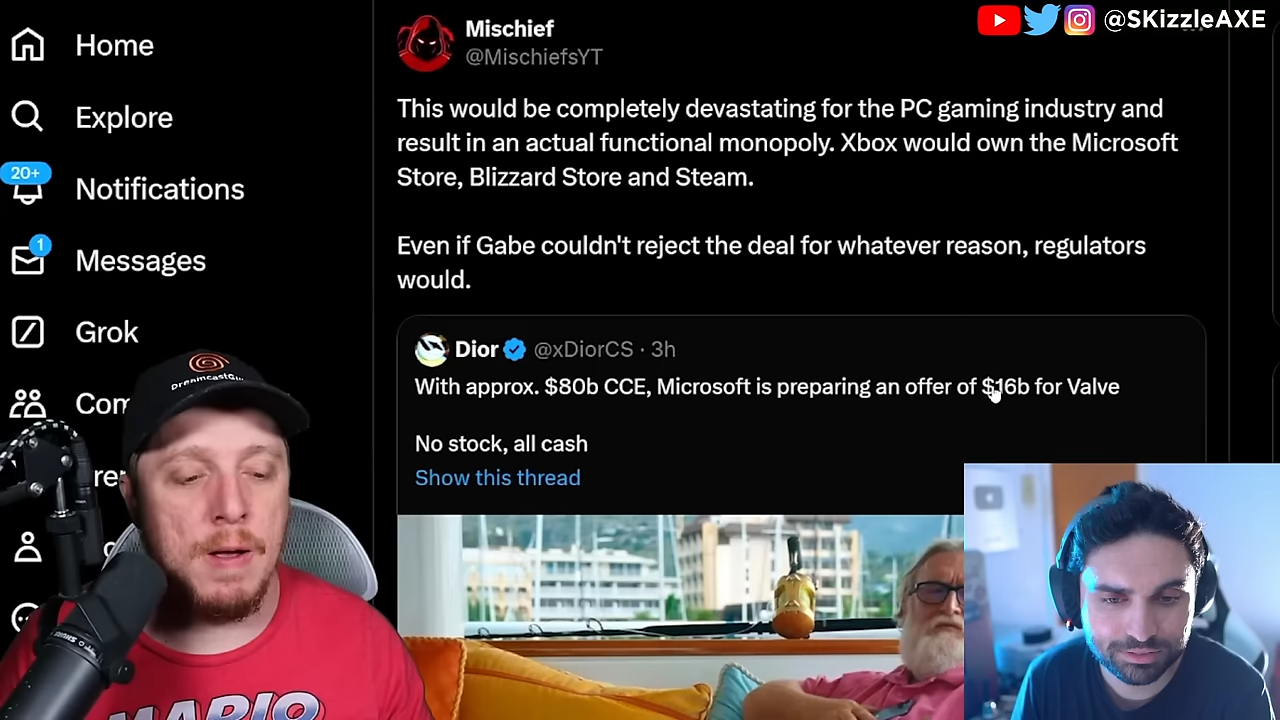 @SKizzleAXE
Home
Explore
20+
Notifications
1
Messages
Grok
Com
Mischief
@MischiefsYT
This would be completely devastating for the PC gaming industry and
result in an actual functional monopoly. Xbox would own the Microsoft
Store, Blizzard Store and Steam.
Even if Gabe couldn't reject the deal for whatever reason, regulators
would.
Dior @xDiorCS · 3h
With approx. $80b CCE, Microsoft is preparing an offer of $16b for Valve
No stock, all cash
Show this thread
DreamcastGu
MARIO